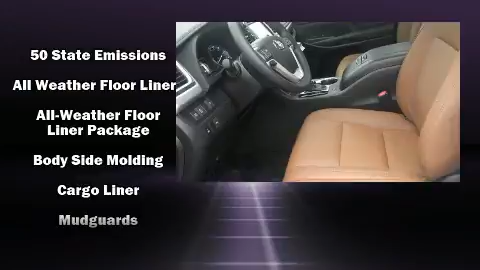 50 State Emissions
All Weather Floor Liner
All-Weather Floor
Liner Package
Body Side Molding
Cargo Liner
Mudguards